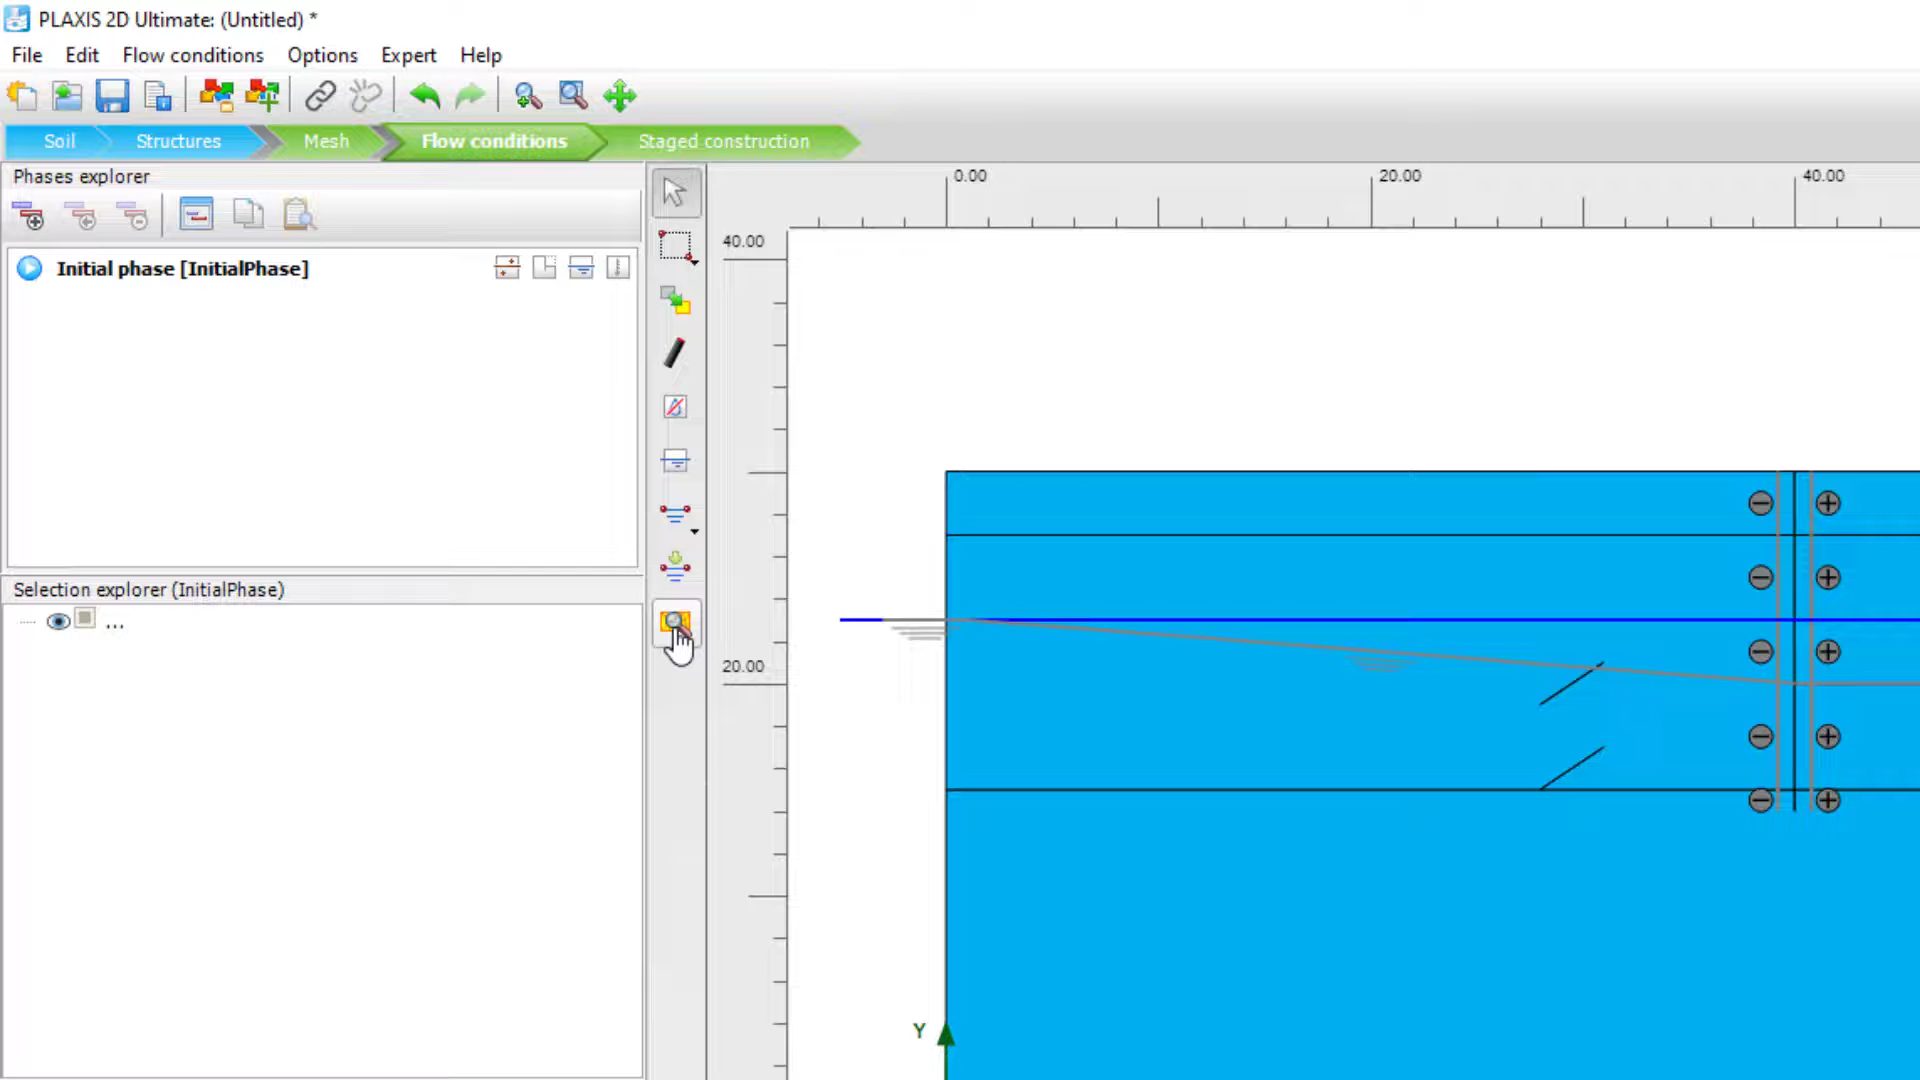 PLAXIS 2D Ultimate: (Untitled) *
File Edit Flow conditions Options Expert Help
Soil Structures Mesh Flow conditions Staged construction
Phases explorer
Initial phase [InitialPhase]
Selection explorer (InitialPhase)
...
0.00 20.00 40.00
40.00
20.00
Y